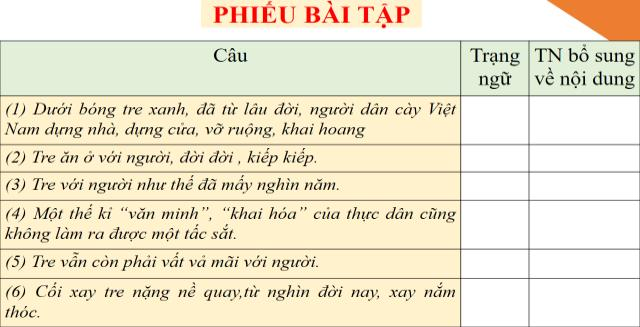 PHIẾU BÀI TẬP
Câu
Trạng
ngữ
TN bổ sung
về nội dung
(1) Dưới bóng tre xanh, đã từ lâu đời, người dân cày Việt
Nam dựng nhà, dựng cửa, vỡ ruộng, khai hoang
(2) Tre ăn ở với người, đời đời , kiếp kiếp.
(3) Tre với người như thế đã mấy nghìn năm.
(4) Một thế kỉ “văn minh”, “khai hóa” của thực dân cũng
không làm ra được một tấc sắt.
(5) Tre vẫn còn phải vất vả mãi với người.
(6) Cối xay tre nặng nề quay,từ nghìn đời nay, xay nắm
thóc.